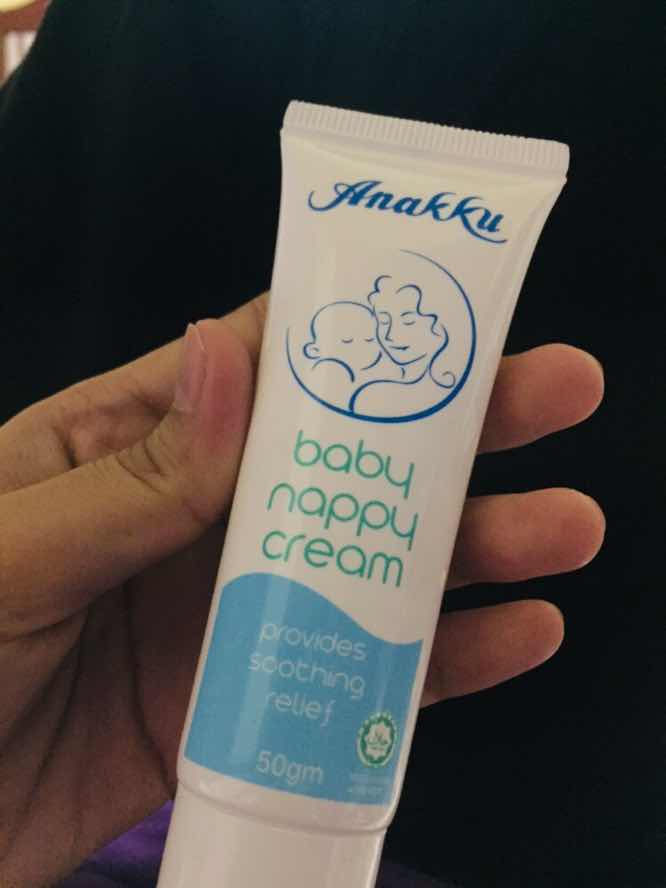 Anakku
baby
nappy
cream
provides
soothing
relief
50gm